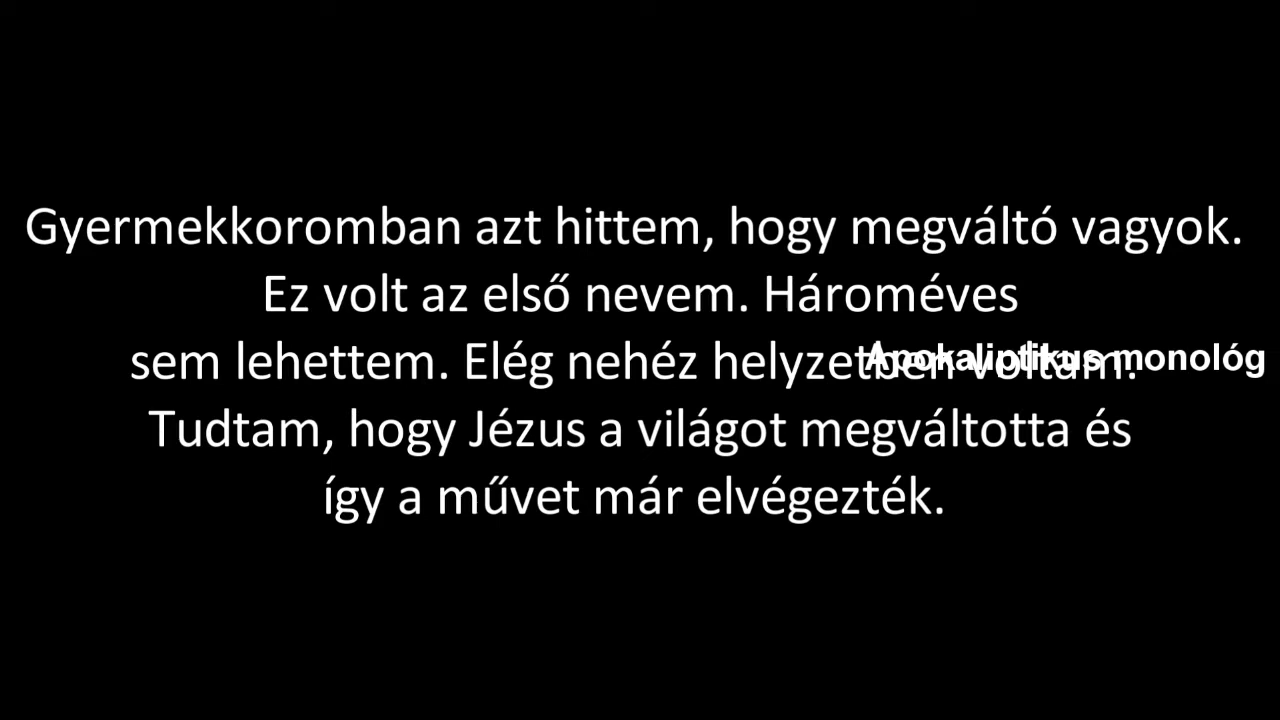 Gyermekkoromban azt hittem, hogy megváltó vagyok.
Ez volt az első nevem. Hároméves
sem lehettem. Elég nehéz helyzetben voltam.
Apokaliptikus monológ
Tudtam, hogy Jézus a világot megváltotta és
így a művet már elvégezték.